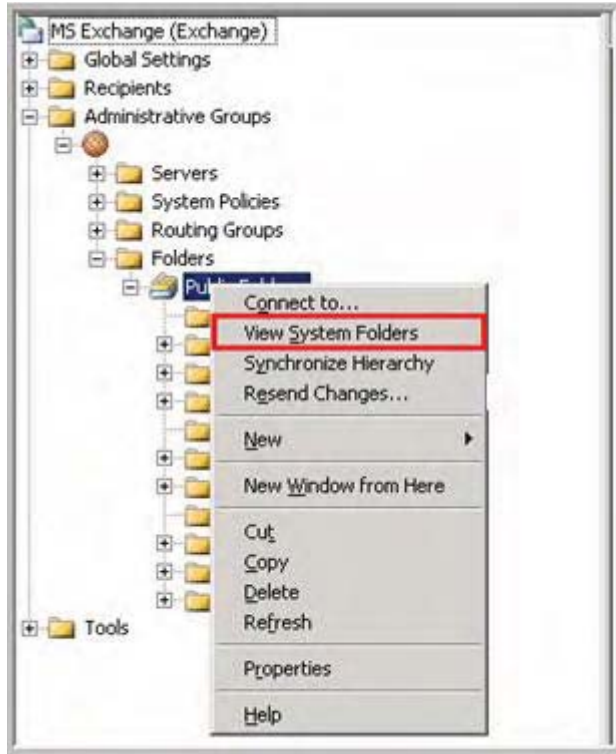 MS Exchange (Exchange)
Global Settings
Recipients
Administrative Groups
Servers
System Policies
Routing Groups
Folders
Connect to...
View System Folders
Synchronize Hierarchy
Resend Changes...
New
New Window from Here
Cut
Copy
Delete
Refresh
Properties
Help
Tools